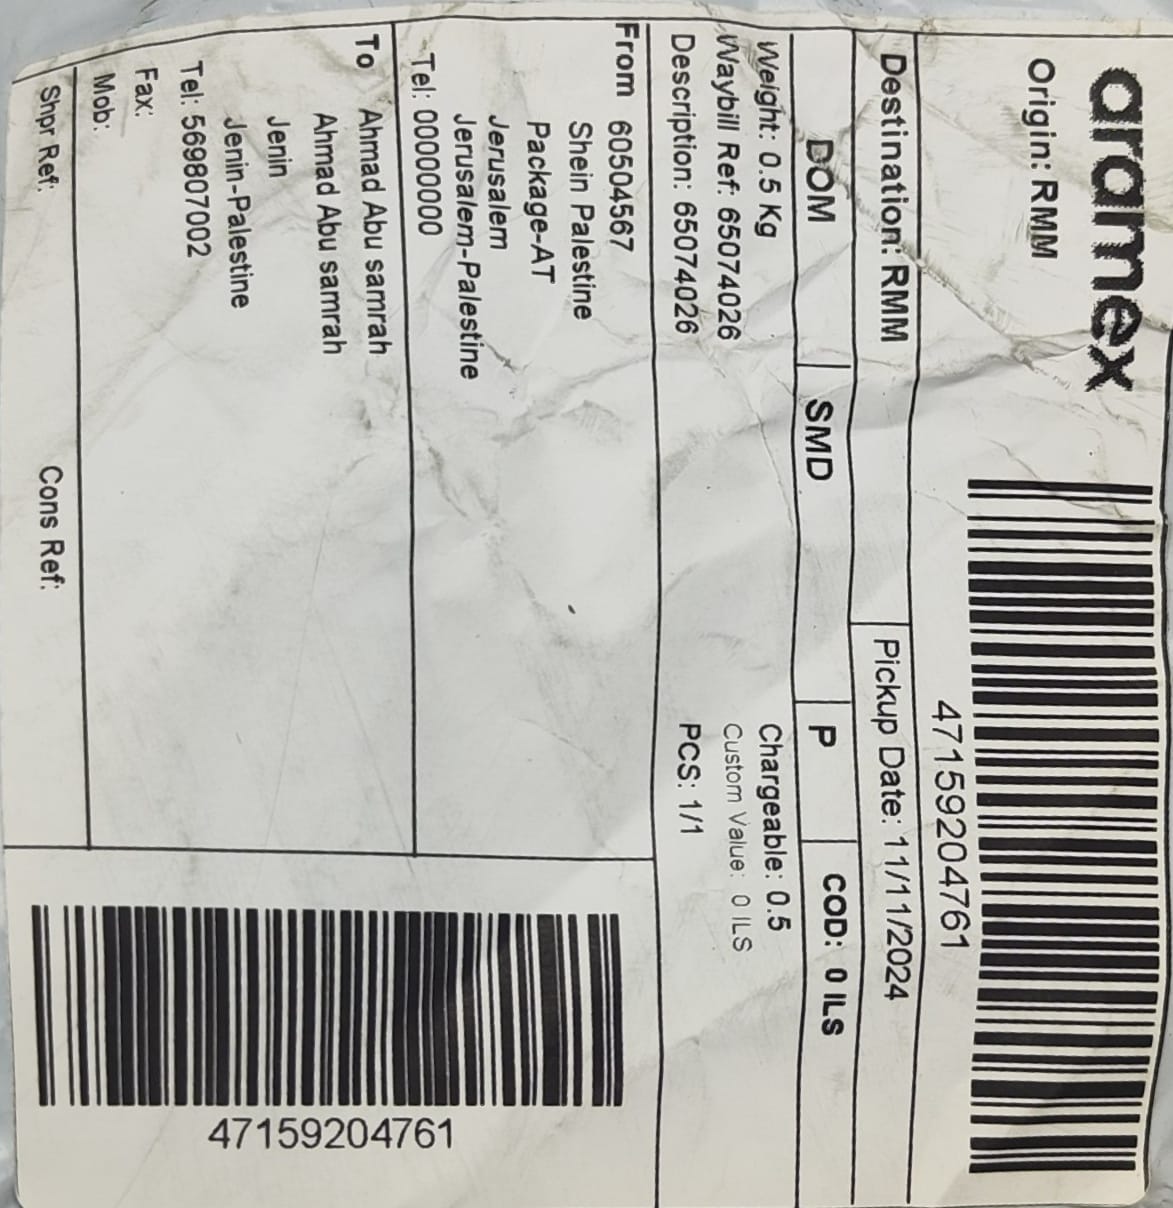 aramex
Origin: RMM
47159204761
Destination: RMM
Pickup Date: 11/11/2024
DOM
SMD
P
COD: 0 ILS
Weight: 0.5 Kg
Chargeable: 0.5
Waybill Ref: 65074026
Custom Value: 0 ILS
Description: 65074026
PCS: 1/1
From 60504567
Shein Palestine
Package-AT
Jerusalem
Jerusalem-Palestine
Tel: 00000000
To Ahmad Abu samrah
Ahmad Abu samrah
Jenin
Jenin-Palestine
Tel: 569807002
Fax:
Mob:
Shpr Ref:
Cons Ref:
47159204761